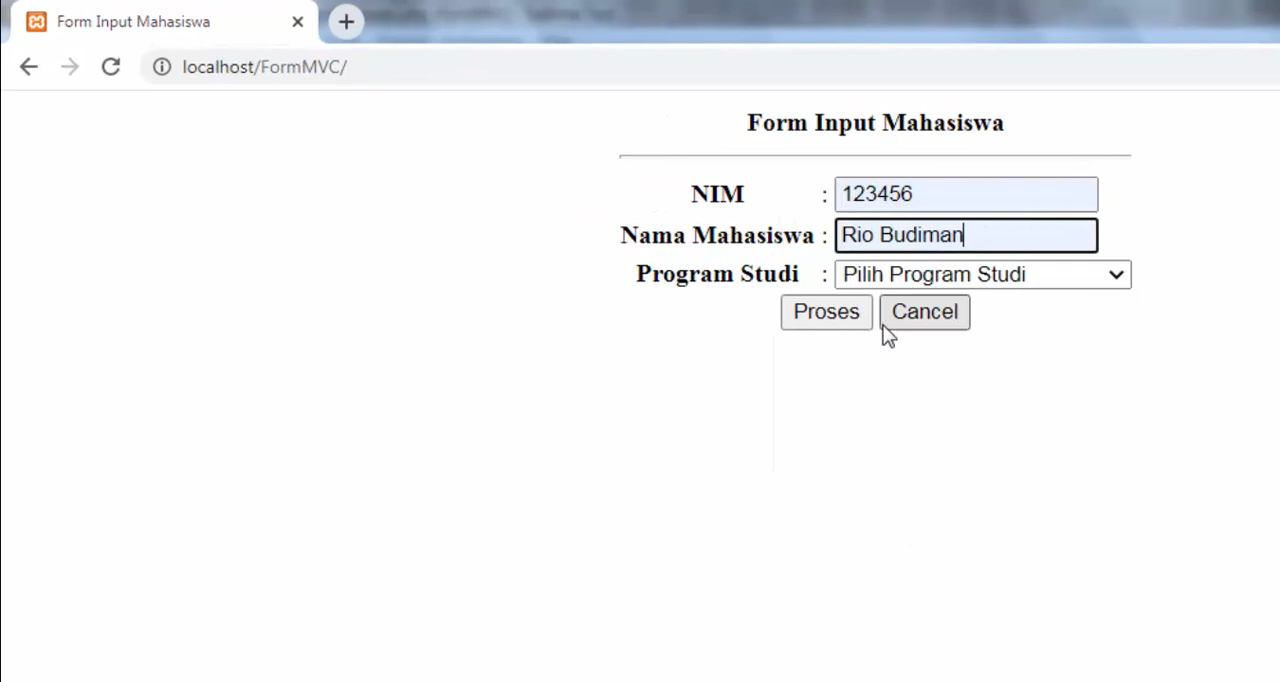 Form Input Mahasiswa
localhost/FormMVC/
Form Input Mahasiswa
NIM : 123456
Nama Mahasiswa : Rio Budiman
Program Studi : Pilih Program Studi
Proses Cancel